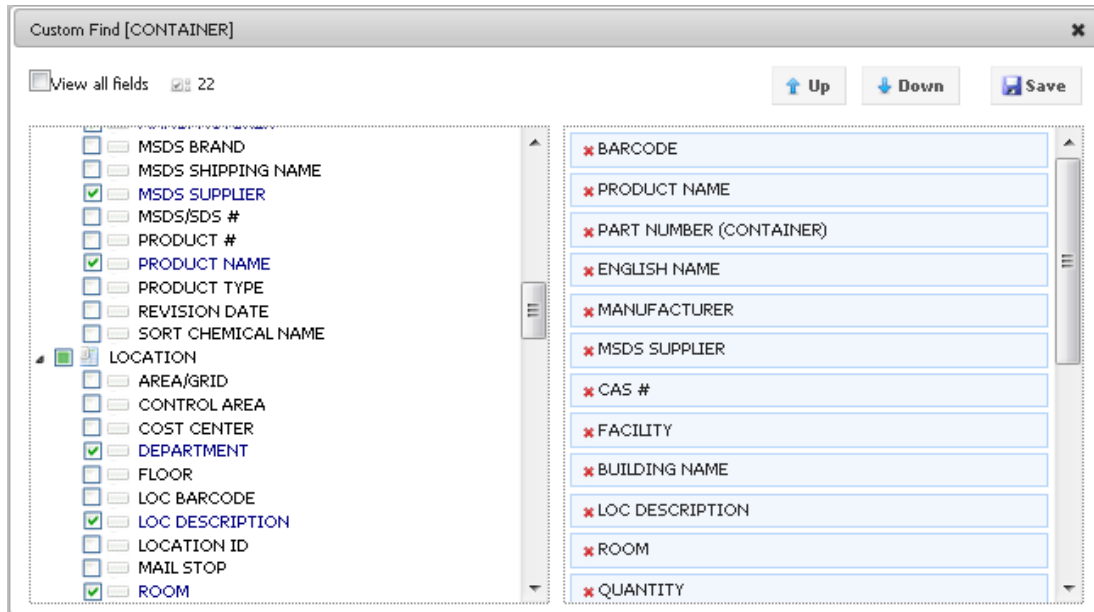 Custom Find [CONTAINER]
View all fields 22
Up Down Save
MSDS BRAND
MSDS SHIPPING NAME
MSDS SUPPLIER
MSDS/SDS #
PRODUCT #
PRODUCT NAME
PRODUCT TYPE
REVISION DATE
SORT CHEMICAL NAME
LOCATION
AREA/GRID
CONTROL AREA
COST CENTER
DEPARTMENT
FLOOR
LOC BARCODE
LOC DESCRIPTION
LOCATION ID
MAIL STOP
ROOM
BARCODE
PRODUCT NAME
PART NUMBER (CONTAINER)
ENGLISH NAME
MANUFACTURER
MSDS SUPPLIER
CAS #
FACILITY
BUILDING NAME
LOC DESCRIPTION
ROOM
QUANTITY